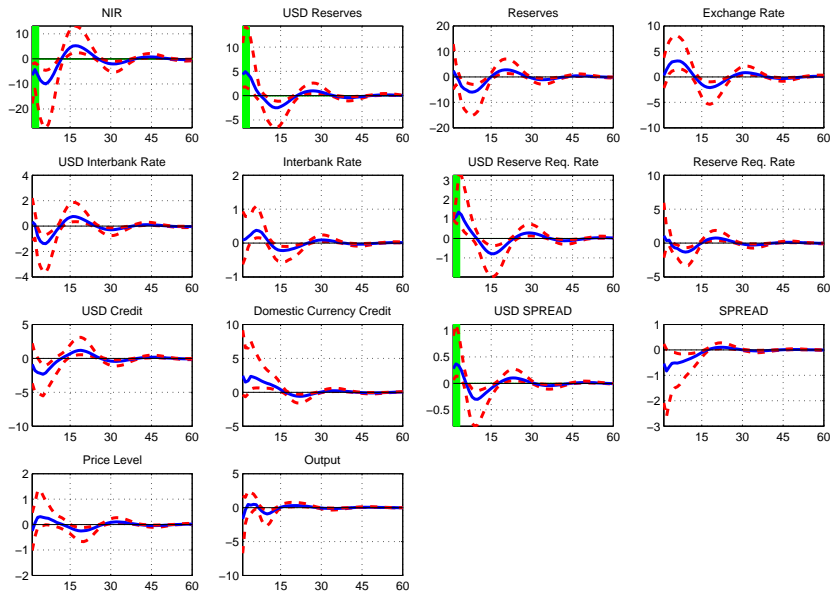 NIR
USD Reserves
Reserves
Exchange Rate
10
0
−10
−20
15 30 45 60
10
5
0
−5
15 30 45 60
20
10
0
−10
−20
15 30 45 60
10
5
0
−5
−10
15 30 45 60
USD Interbank Rate
Interbank Rate
USD Reserve Req. Rate
Reserve Req. Rate
4
2
0
−2
−4
15 30 45 60
2
1
0
−1
15 30 45 60
3
2
1
0
−1
15 30 45 60
10
5
0
−5
15 30 45 60
USD Credit
Domestic Currency Credit
USD SPREAD
SPREAD
5
0
−5
−10
15 30 45 60
10
5
0
−5
15 30 45 60
1
0.5
0
−0.5
15 30 45 60
1
0
−1
−2
−3
15 30 45 60
Price Level
Output
2
1
0
−1
−2
15 30 45 60
5
0
−5
−10
15 30 45 60